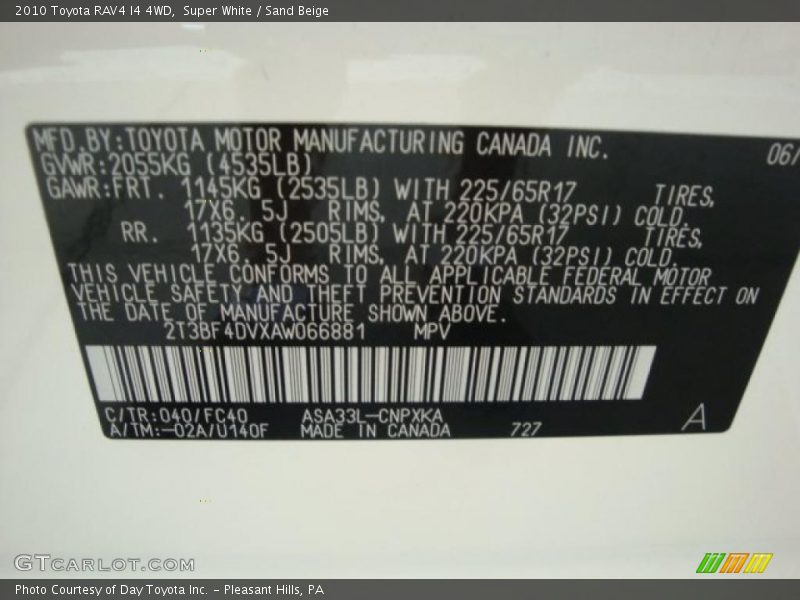 2010 Toyota RAV4 I4 4WD,  Super White / Sand Beige
MFD.BY:TOYOTA MOTOR MANUFACTURING CANADA INC. 06/
GVWR:2055KG (4535LB)
GAWR:FRT. 1145KG (2535LB) WITH 225/65R17 TIRES,
17X6. 5J RIMS, AT 220KPA (32PSI) COLD.
RR. 1135KG (2505LB) WITH 225/65R17 TIRES,
17X6. 5J RIMS, AT 220KPA (32PSI) COLD.
THIS VEHICLE CONFORMS TO ALL APPLICABLE FEDERAL MOTOR
VEHICLE SAFETY AND THEFT PREVENTION STANDARDS IN EFFECT ON
THE DATE OF MANUFACTURE SHOWN ABOVE.
2T3BF4DVXAW066881 MPV
C/TR:040/FC40 ASA33L-CNPXKA
A/TM:-02A/U140F MADE IN CANADA 727 A
GTCARLOT.COM
Photo Courtesy of Day Toyota Inc. - Pleasant Hills, PA